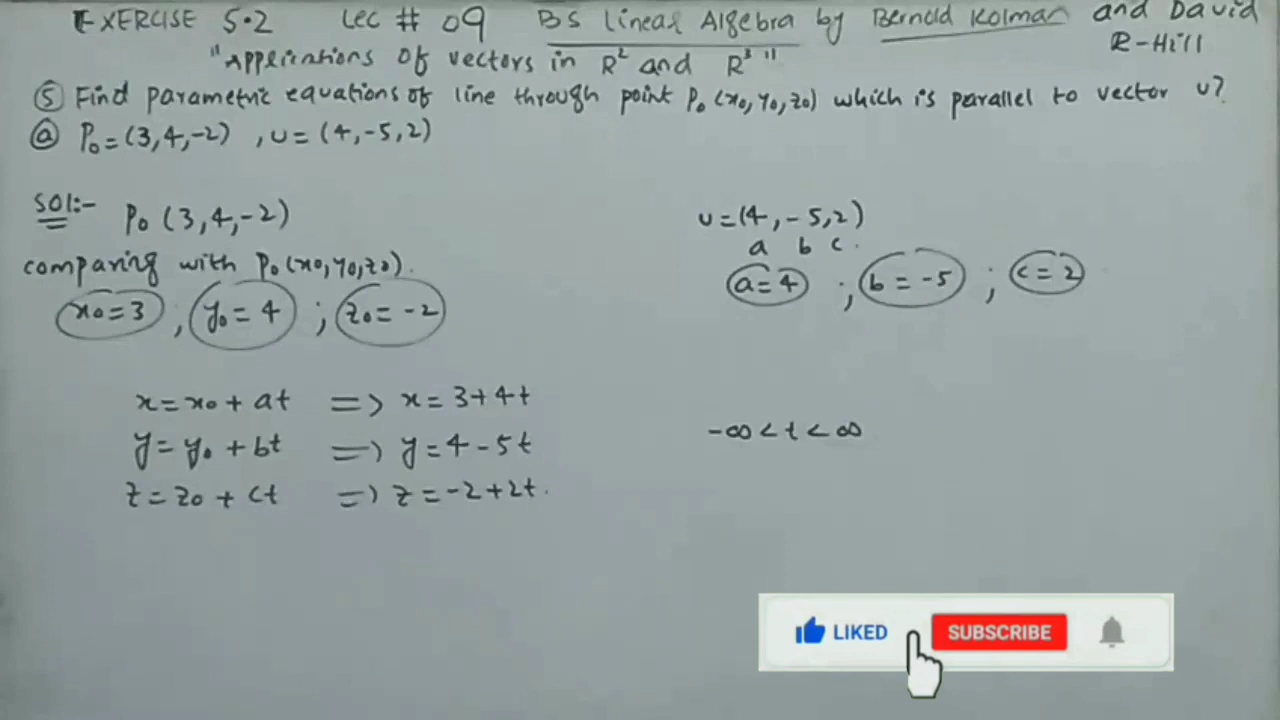 EXERCISE 5.2 Lec # 09 BS Linear Algebra by Bernold Kolman and David
R-Hill
"Applications of vectors in R² and R³"
⑤ Find parametric equations of line through point P₀(x₀,y₀,z₀) which is parallel to vector u?
ⓐ P₀=(3,4,-2) , u=(4,-5,2)
Sol:-
P₀(3,4,-2)
comparing with P₀(x₀,y₀,z₀).
x₀=3 ; y₀=4 ; z₀=-2
u=(4,-5,2)
a b c.
a=4 ; b=-5 ; c=2
x=x₀+at => x=3+4t
y=y₀+bt => y=4-5t
z=z₀+ct => z=-2+2t.
-∞<t<∞
LIKED SUBSCRIBE